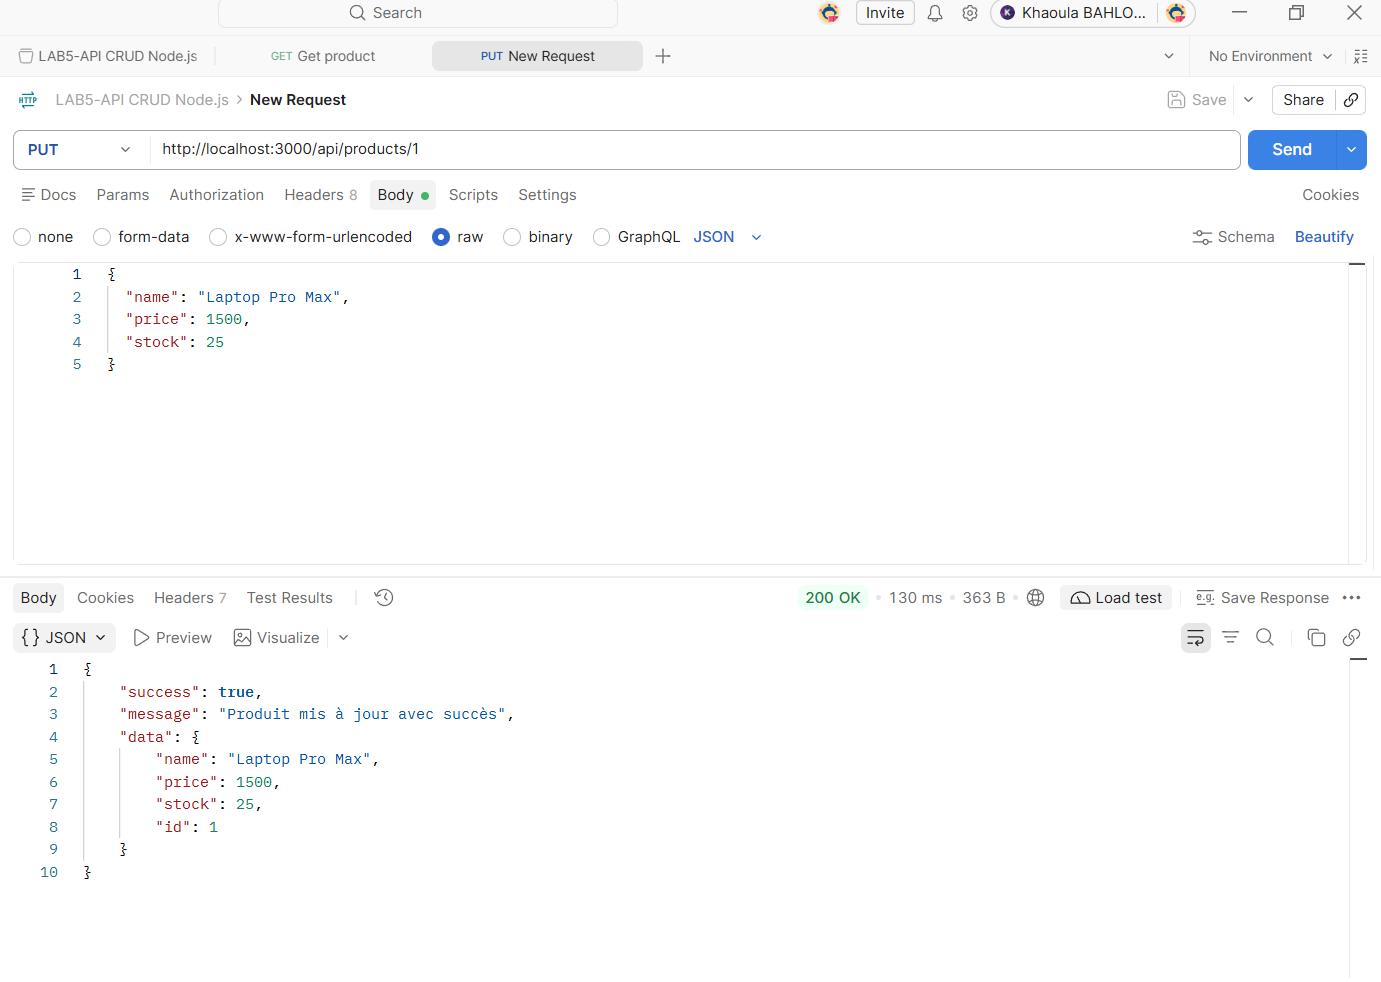 Search
Invite
Khaoula BAHLO...
LAB5-API CRUD Node.js
GET Get product
PUT New Request
No Environment
HTTP
LAB5-API CRUD Node.js > New Request
Save
Share
PUT
http://localhost:3000/api/products/1
Send
Docs
Params
Authorization
Headers 8
Body
Scripts
Settings
Cookies
none
form-data
x-www-form-urlencoded
raw
binary
GraphQL
JSON
Schema
Beautify
1 {
2 "name": "Laptop Pro Max",
3 "price": 1500,
4 "stock": 25
5 }
Body
Cookies
Headers 7
Test Results
200 OK
130 ms
363 B
Load test
e.g. Save Response
{} JSON
Preview
Visualize
1 {
2 "success": true,
3 "message": "Produit mis à jour avec succès",
4 "data": {
5 "name": "Laptop Pro Max",
6 "price": 1500,
7 "stock": 25,
8 "id": 1
9 }
10 }